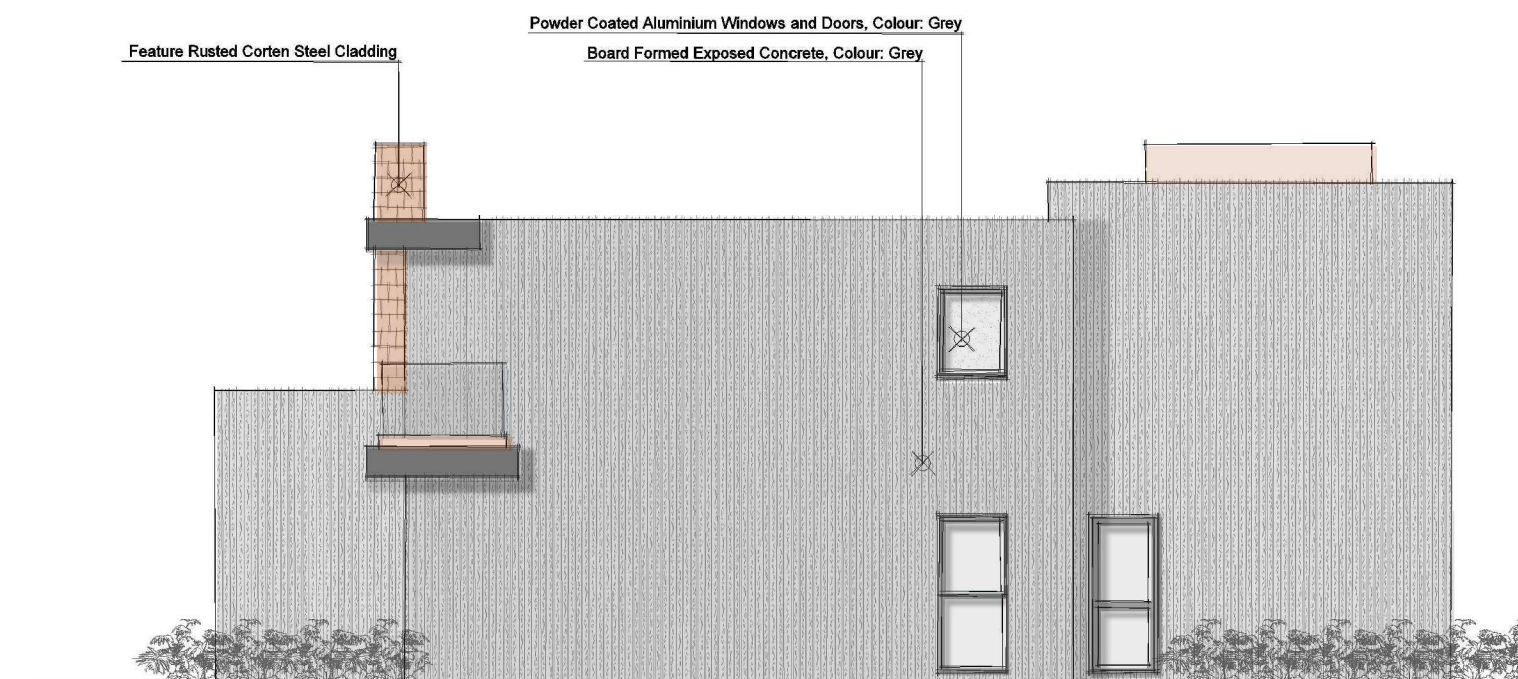 Powder Coated Aluminium Windows and Doors, Colour: Grey
Feature Rusted Corten Steel Cladding
Board Formed Exposed Concrete, Colour: Grey